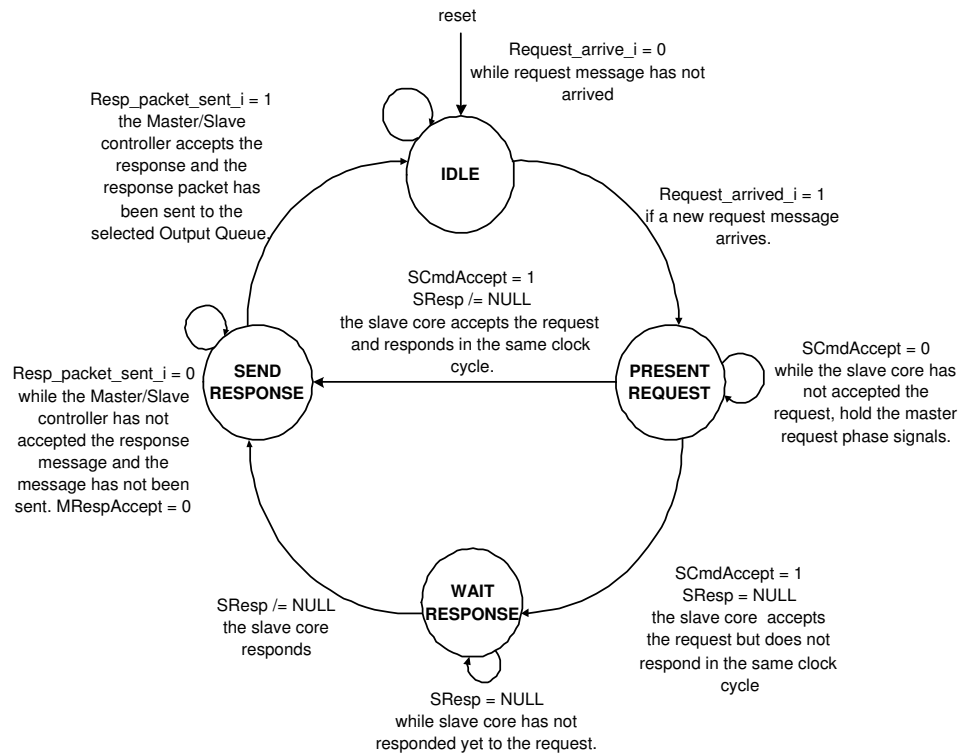 reset
Request_arrive_i = 0
while request message has not
arrived
Resp_packet_sent_i = 1
the Master/Slave
controller accepts the
response and the
response packet has
been sent to the
selected Output Queue.
IDLE
Request_arrived_i = 1
if a new request message
arrives.
SCmdAccept = 1
SResp /= NULL
the slave core accepts the request
and responds in the same clock
cycle.
SEND
RESPONSE
PRESENT
REQUEST
SCmdAccept = 0
while the slave core has
not accepted the
request, hold the master
request phase signals.
Resp_packet_sent_i = 0
while the Master/Slave
controller has not
accepted the response
message and the
message has not been
sent. MRespAccept = 0
WAIT
RESPONSE
SResp /= NULL
the slave core
responds
SCmdAccept = 1
SResp = NULL
the slave core accepts
the request but does not
respond in the same clock
cycle
SResp = NULL
while slave core has not
responded yet to the request.